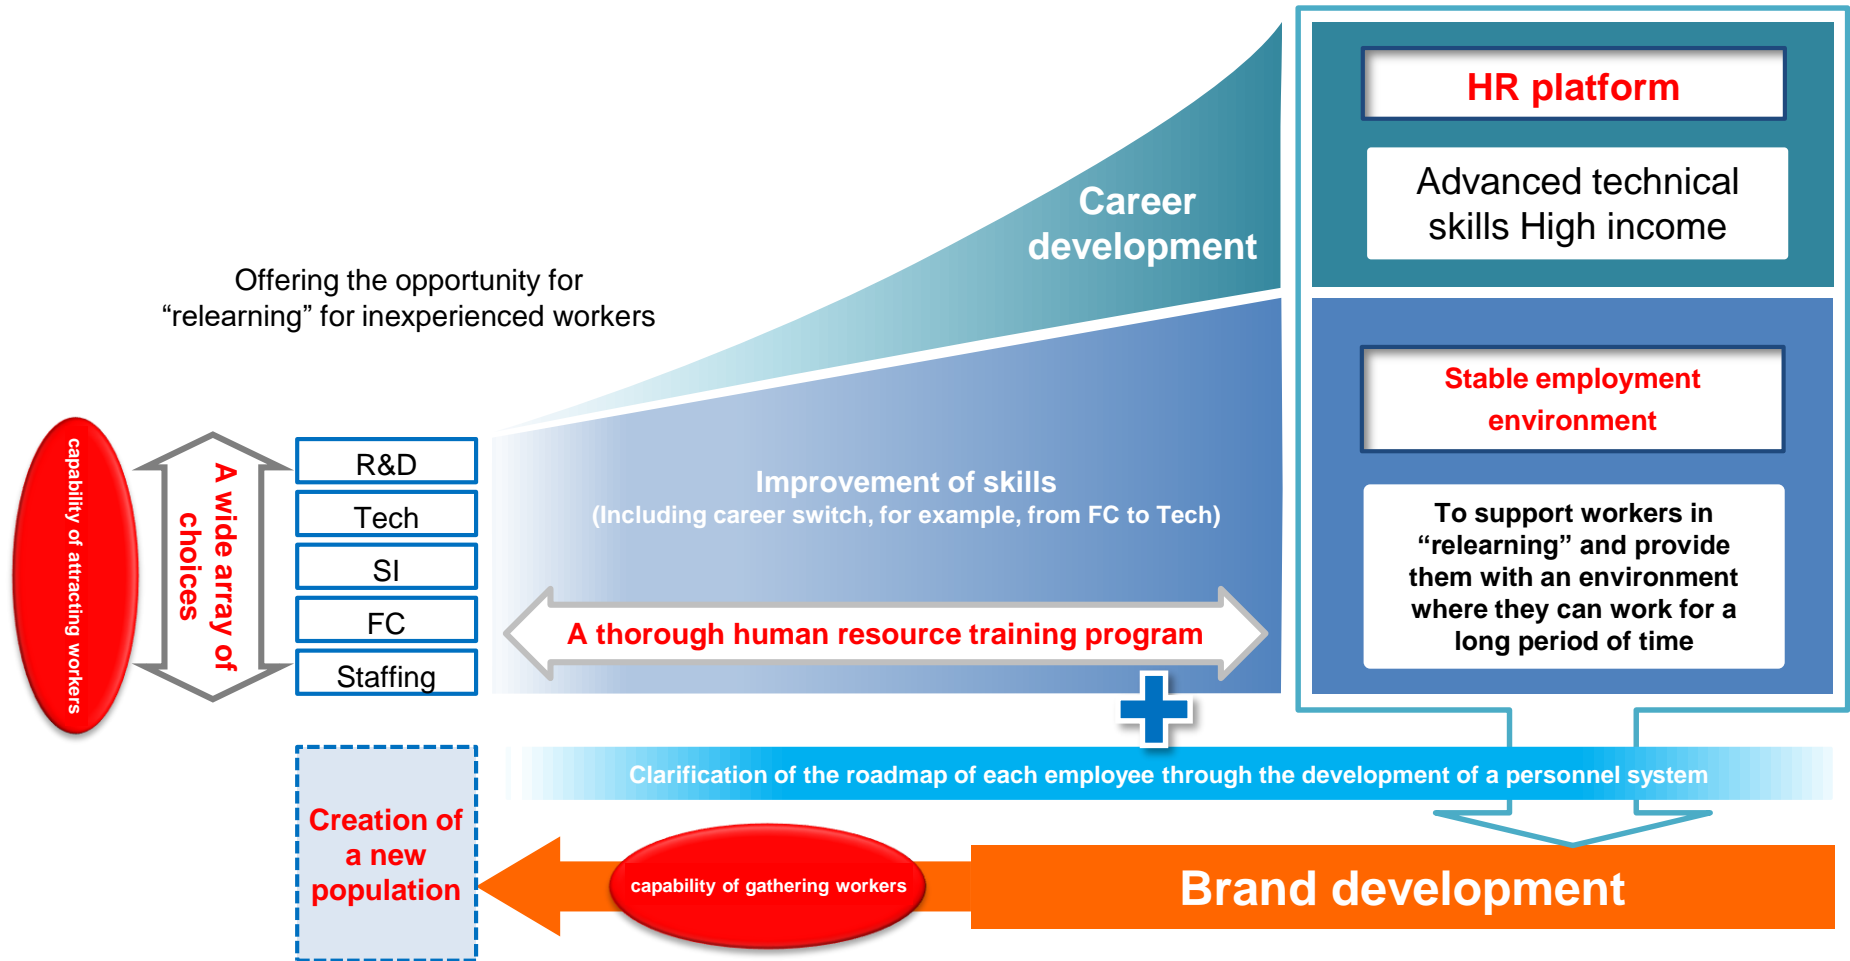 HR platform
Advanced technical
skills High income
Career
development
Offering the opportunity for
“relearning” for inexperienced workers
Stable employment
environment
capability of attracting workers
A wide array of
choices
R&D
Tech
SI
FC
Staffing
Improvement of skills
(Including career switch, for example, from FC to Tech)
To support workers in
“relearning” and provide
them with an environment
where they can work for a
long period of time
A thorough human resource training program
Clarification of the roadmap of each employee through the development of a personnel system
Creation of
a new
population
capability of gathering workers
Brand development